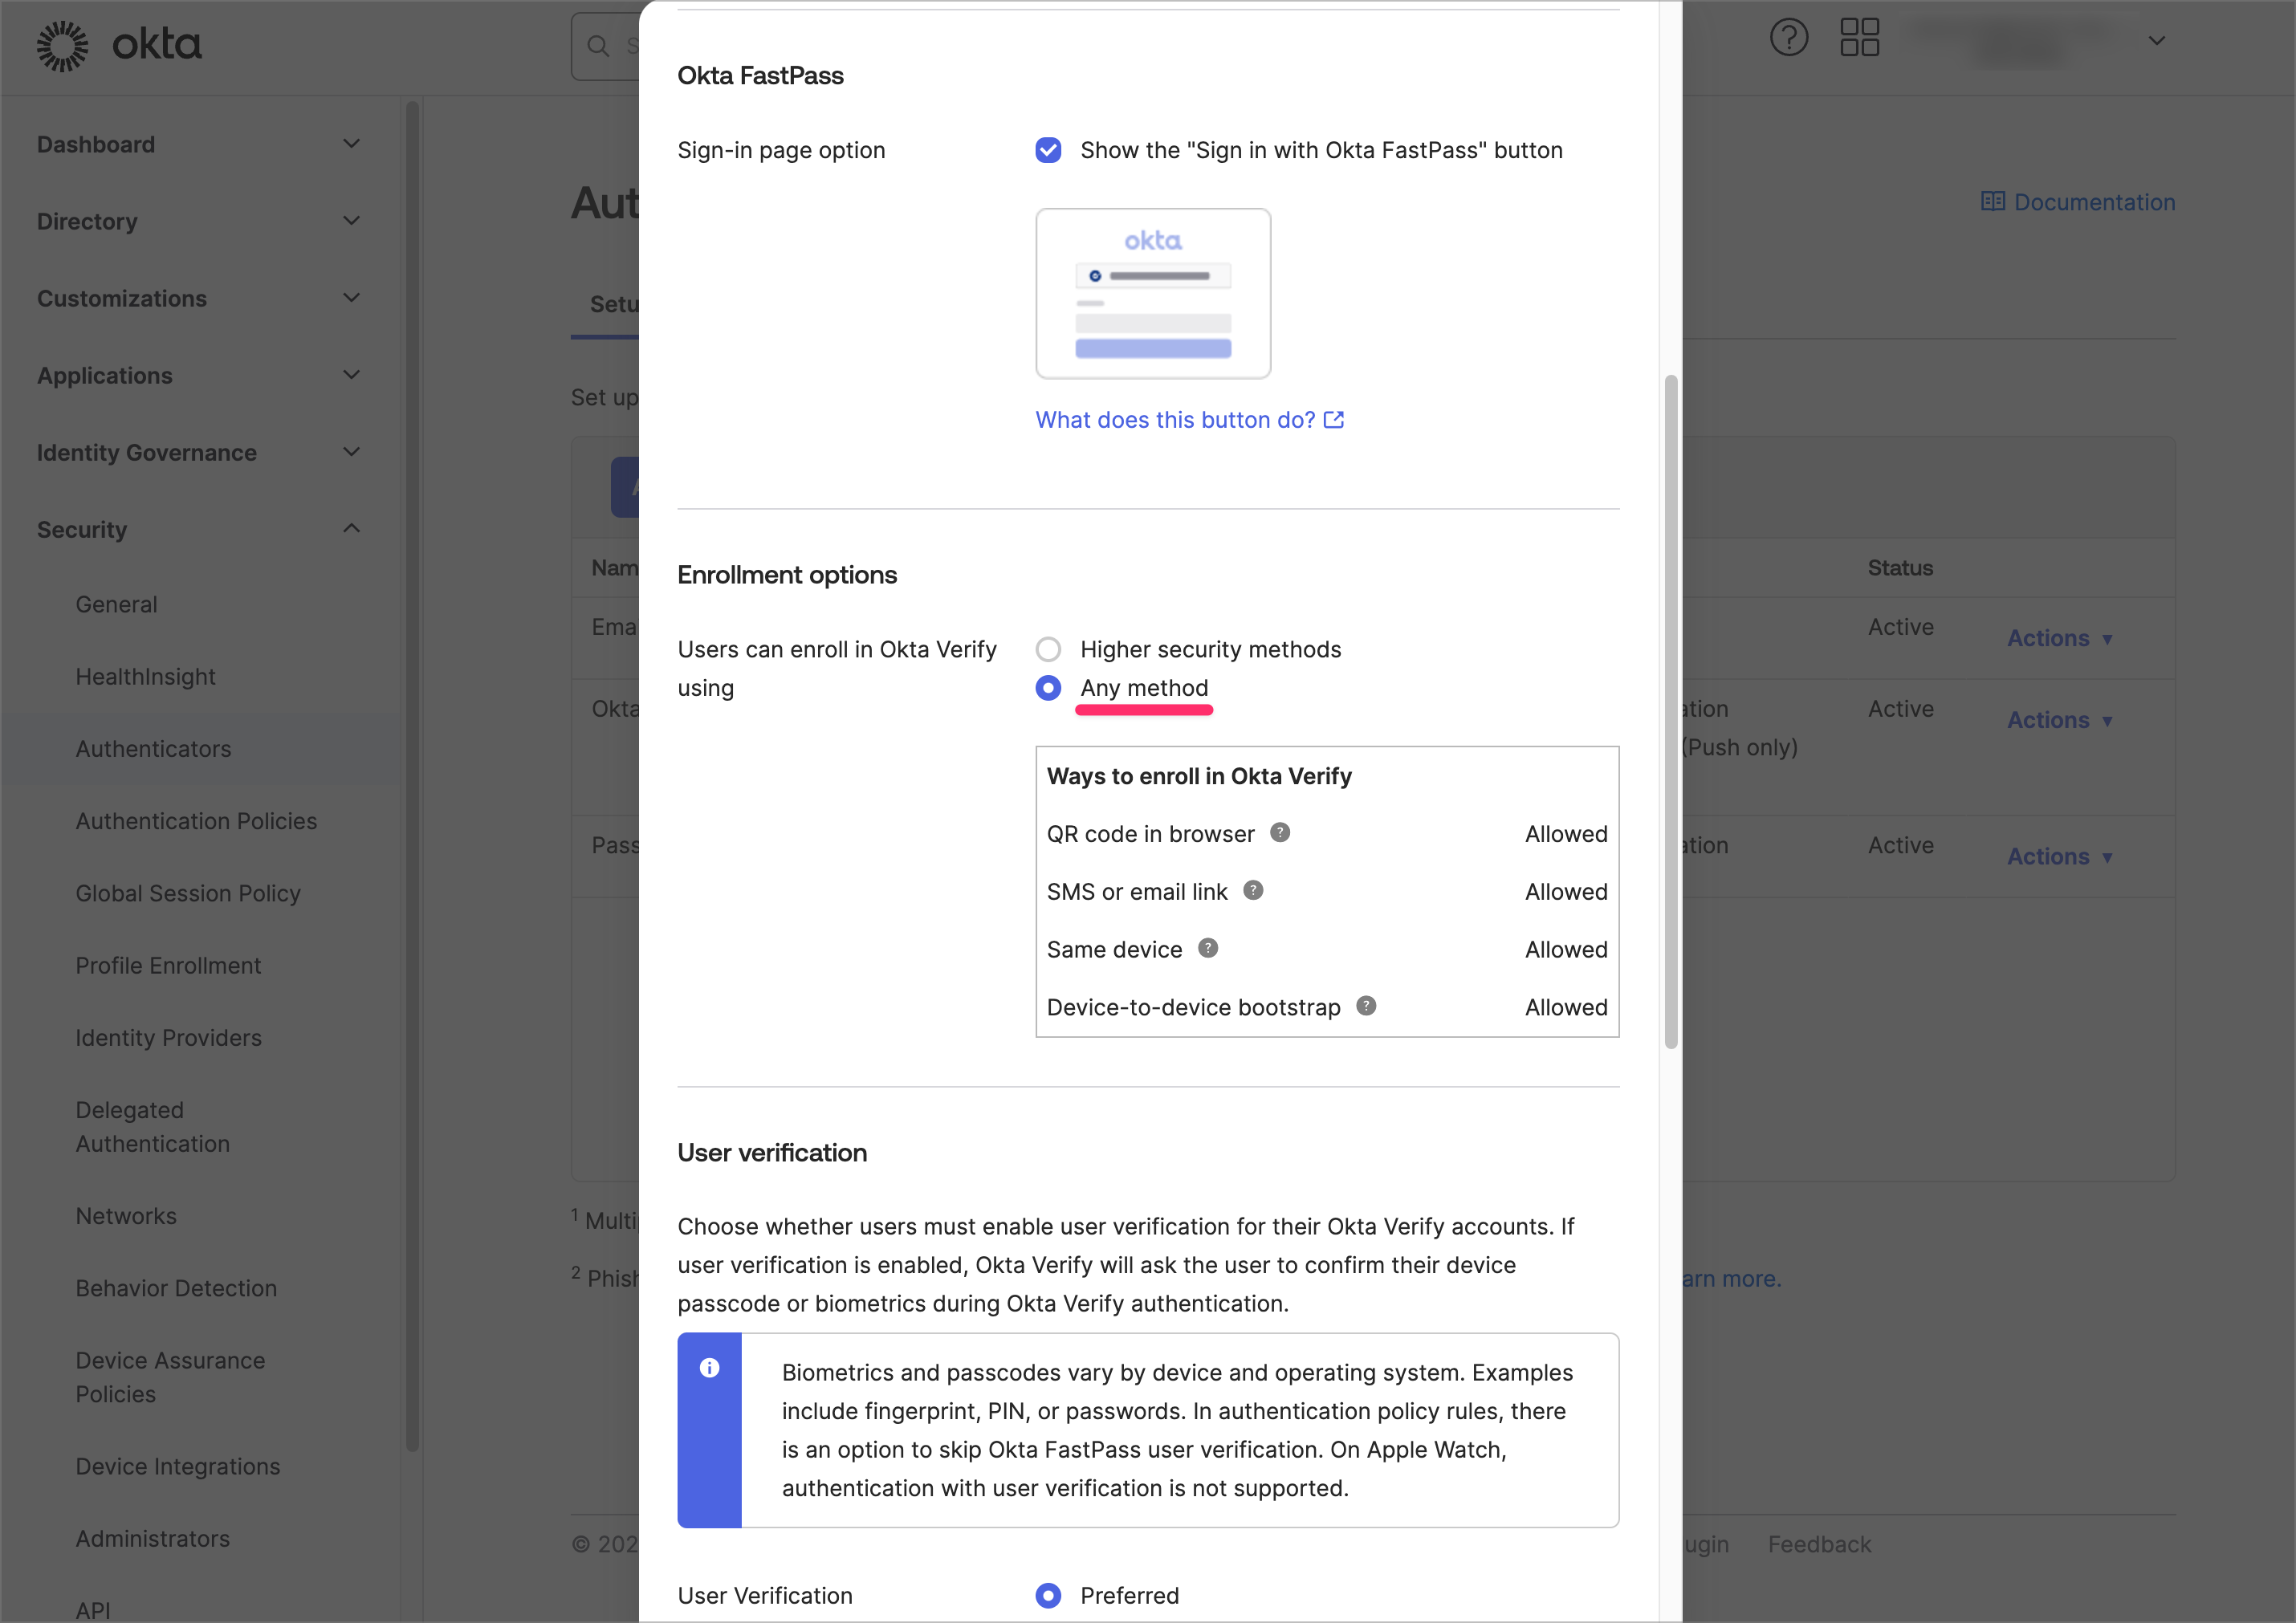 okta
S
Dashboard
Directory
Customizations
Applications
Identity Governance
Security
General
HealthInsight
Authenticators
Authentication Policies
Global Session Policy
Profile Enrollment
Identity Providers
Delegated
Authentication
Networks
Behavior Detection
Device Assurance
Policies
Device Integrations
Administrators
API
Aut
Documentation
Setu
Set up
Nam
Status
Ema
Active
Actions
Okta
ation
Active
Actions
(Push only)
Pass
ation
Active
Actions
1 Multi
2 Phish
arn more.
© 202
ugin
Feedback
Okta FastPass
Sign-in page option
Show the "Sign in with Okta FastPass" button
okta
What does this button do?
Enrollment options
Users can enroll in Okta Verify
using
Higher security methods
Any method
Ways to enroll in Okta Verify
QR code in browser ? Allowed
SMS or email link ? Allowed
Same device ? Allowed
Device-to-device bootstrap ? Allowed
User verification
Choose whether users must enable user verification for their Okta Verify accounts. If
user verification is enabled, Okta Verify will ask the user to confirm their device
passcode or biometrics during Okta Verify authentication.
Biometrics and passcodes vary by device and operating system. Examples
include fingerprint, PIN, or passwords. In authentication policy rules, there
is an option to skip Okta FastPass user verification. On Apple Watch,
authentication with user verification is not supported.
User Verification
Preferred